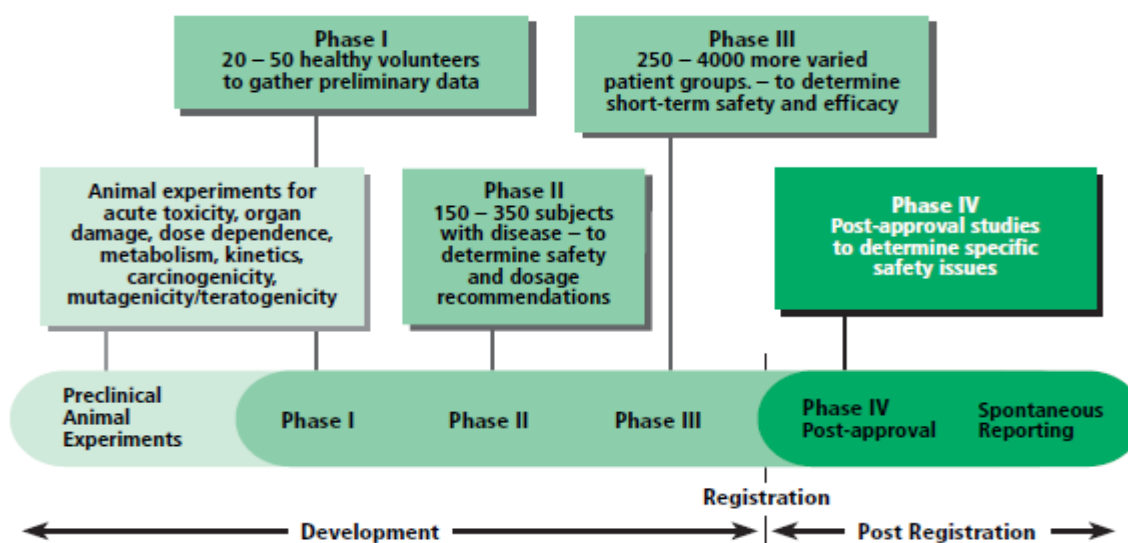 Phase I
20 – 50 healthy volunteers
to gather preliminary data
Phase III
250 – 4000 more varied
patient groups. – to determine
short-term safety and efficacy
Animal experiments for
acute toxicity, organ
damage, dose dependence,
metabolism, kinetics,
carcinogenicity,
mutagenicity/teratogenicity
Phase II
150 – 350 subjects
with disease – to
determine safety
and dosage
recommendations
Phase IV
Post-approval studies
to determine specific
safety issues
Preclinical
Animal
Experiments
Phase I
Phase II
Phase III
Phase IV
Post-approval
Spontaneous
Reporting
Registration
Development
Post Registration